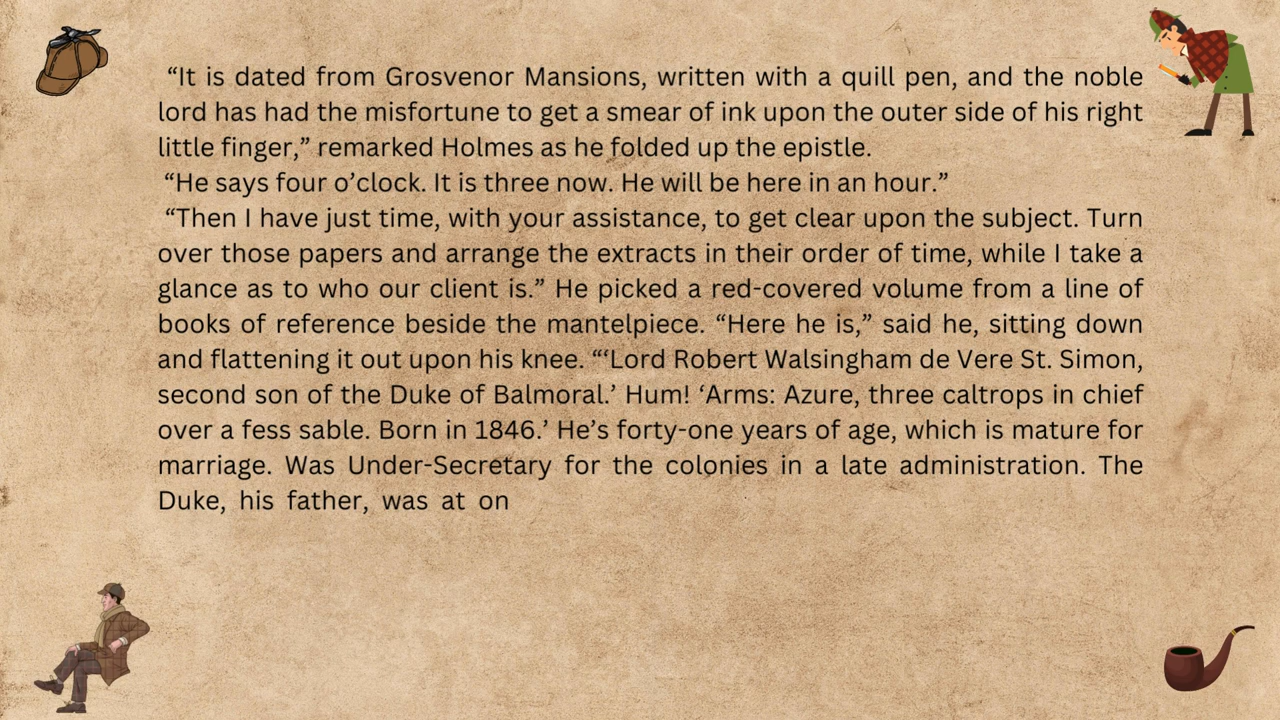 “It is dated from Grosvenor Mansions, written with a quill pen, and the noble
lord has had the misfortune to get a smear of ink upon the outer side of his right
little finger,” remarked Holmes as he folded up the epistle.
“He says four o’clock. It is three now. He will be here in an hour.”
“Then I have just time, with your assistance, to get clear upon the subject. Turn
over those papers and arrange the extracts in their order of time, while I take a
glance as to who our client is.” He picked a red-covered volume from a line of
books of reference beside the mantelpiece. “Here he is,” said he, sitting down
and flattening it out upon his knee. “‘Lord Robert Walsingham de Vere St. Simon,
second son of the Duke of Balmoral.’ Hum! ‘Arms: Azure, three caltrops in chief
over a fess sable. Born in 1846.’ He’s forty-one years of age, which is mature for
marriage. Was Under-Secretary for the colonies in a late administration. The
Duke, his father, was at on